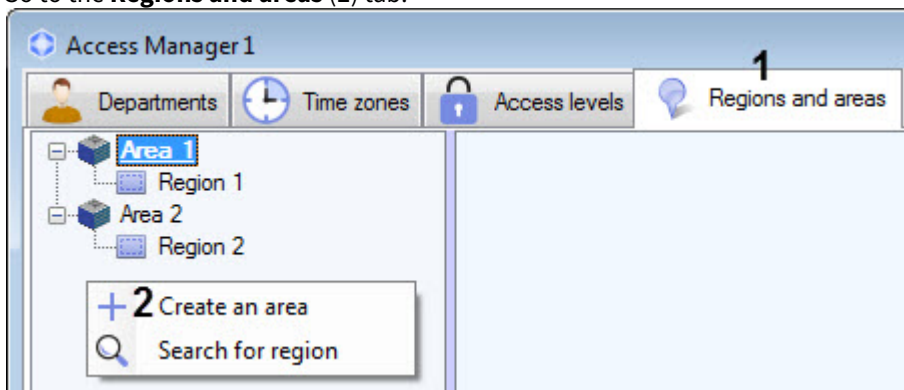 Go to the Regions and areas (2) tab.
Access Manager 1
1
Departments Time zones Access levels Regions and areas
Area 1
Region 1
Area 2
Region 2
2 Create an area
Search for region